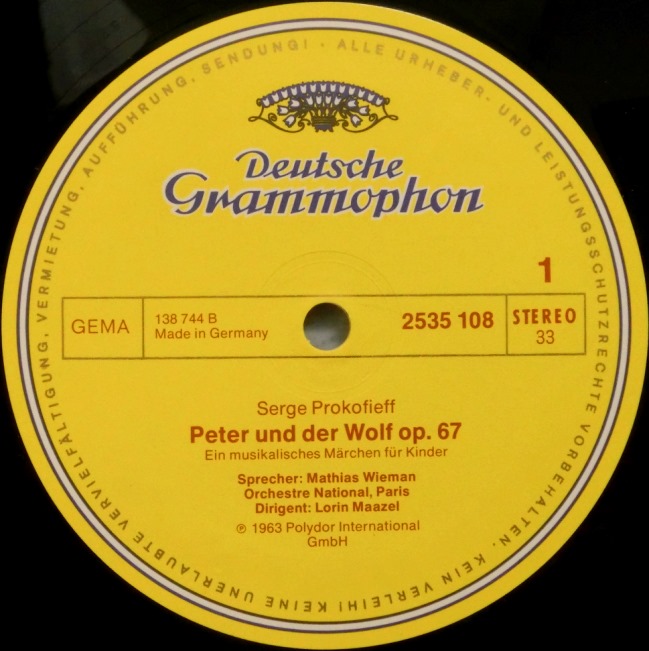 Deutsche
Grammophon
1
GEMA
138 744 B
Made in Germany
2535 108
STEREO
33
Serge Prokofieff
Peter und der Wolf op. 67
Ein musikalisches Märchen für Kinder
Sprecher: Mathias Wieman
Orchestre National, Paris
Dirigent: Lorin Maazel
℗ 1963 Polydor International
GmbH
ALLE URHEBER- UND LEISTUNGSSCHUTZRECHTE VORBEHALTEN. KEIN VERLEIH! KEINE UNERLAUBTE VERVIELFÄLTIGUNG, VERMIETUNG, AUFFÜHRUNG, SENDUNG! ·